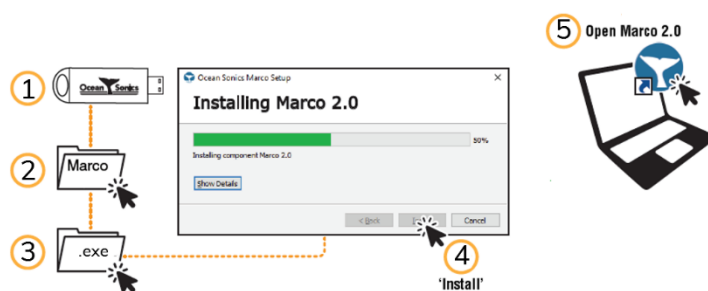 1
Ocean Sonics
2
Marco
3
.exe
Ocean Sonics Marco Setup
Installing Marco 2.0
50%
Installing component Marco 2.0
Show Details
< Back
Cancel
4
'Install'
5
Open Marco 2.0